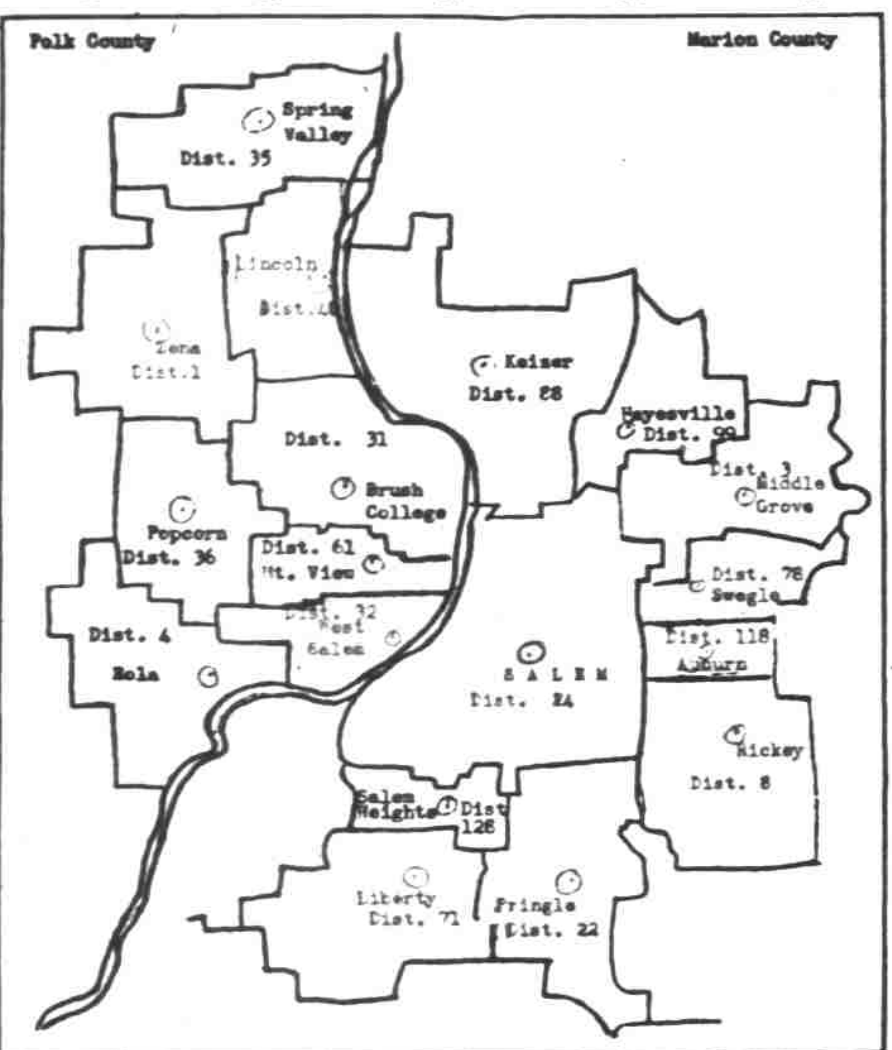 Polk County
Marion County
Spring
Valley
Dist. 35
Lincoln
Dist.
Zena
Dist.1
Keizer
Dist. 88
Hayesville
Dist. 99
Dist. 31
Brush
College
Dist. 3
Middle
Grove
Popcorn
Dist. 36
Dist. 61
Mt. View
Dist. 78
Swegle
Dist. 32
West
Salem
Dist. 4
Eola
Dist. 118
Auburn
S A L E M
Dist. 24
Rickey
Dist. 8
Salem
Heights
Dist
128
Liberty
Dist. 71
Pringle
Dist. 22